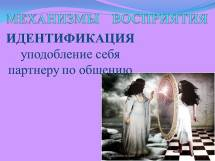 МЕХАНИЗМЫ ВОСПРИЯТИЯ
ИДЕНТИФИКАЦИЯ
уподобление себя
партнеру по общению